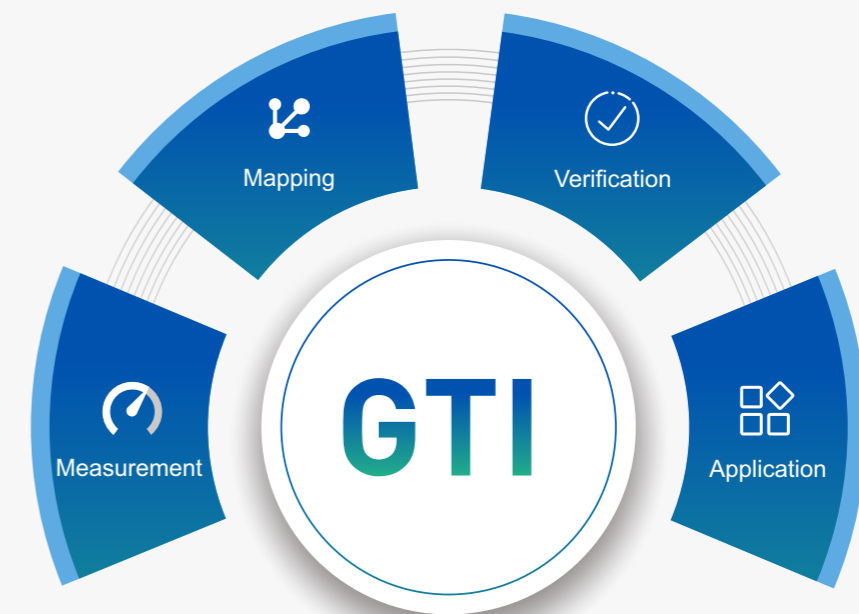 Mapping
Verification
Measurement
GTI
Application